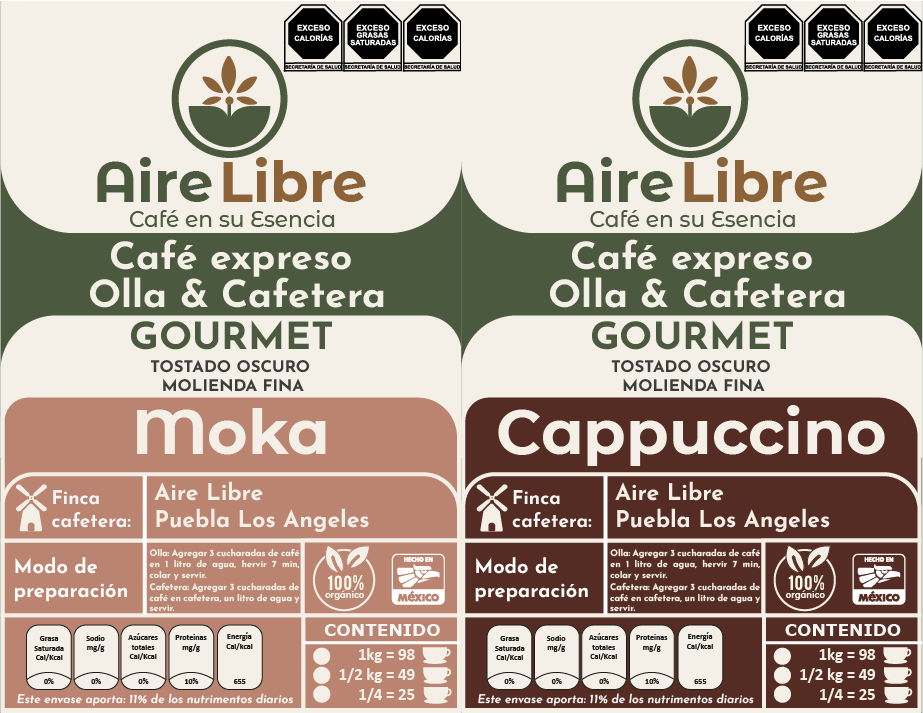 EXCESO
CALORÍAS
SECRETARÍA DE SALUD
EXCESO
GRASAS
SATURADAS
SECRETARÍA DE SALUD
EXCESO
CALORÍAS
SECRETARÍA DE SALUD
Aire Libre
Café en su Esencia
Café expreso
Olla & Cafetera
GOURMET
TOSTADO OSCURO
MOLIENDA FINA
Moka
Finca
cafetera:
Aire Libre
Puebla Los Angeles
Modo de
preparación
Olla: Agregar 3 cucharadas de café
en 1 litro de agua, hervir 7 min,
colar y servir.
Cafetera: Agregar 3 cucharadas de
café en cafetera, un litro de agua y
servir.
100%
orgánico
HECHO EN
MÉXICO
Grasa
Saturada
Cal/Kcal
0%
Sodio
mg/g
0%
Azúcares
totales
Cal/Kcal
0%
Proteínas
mg/g
10%
Energía
Cal/kcal
655
Este envase aporta: 11% de los nutrimentos diarios
CONTENIDO
1kg = 98
1/2 kg = 49
1/4 = 25
EXCESO
CALORÍAS
SECRETARÍA DE SALUD
EXCESO
GRASAS
SATURADAS
SECRETARÍA DE SALUD
EXCESO
CALORÍAS
SECRETARÍA DE SALUD
Aire Libre
Café en su Esencia
Café expreso
Olla & Cafetera
GOURMET
TOSTADO OSCURO
MOLIENDA FINA
Cappuccino
Finca
cafetera:
Aire Libre
Puebla Los Angeles
Modo de
preparación
Olla: Agregar 3 cucharadas de café
en 1 litro de agua, hervir 7 min,
colar y servir.
Cafetera: Agregar 3 cucharadas de
café en cafetera, un litro de agua y
servir.
100%
orgánico
HECHO EN
MÉXICO
Grasa
Saturada
Cal/Kcal
0%
Sodio
mg/g
0%
Azúcares
totales
Cal/Kcal
0%
Proteínas
mg/g
10%
Energía
Cal/kcal
655
Este envase aporta: 11% de los nutrimentos diarios
CONTENIDO
1kg = 98
1/2 kg = 49
1/4 = 25